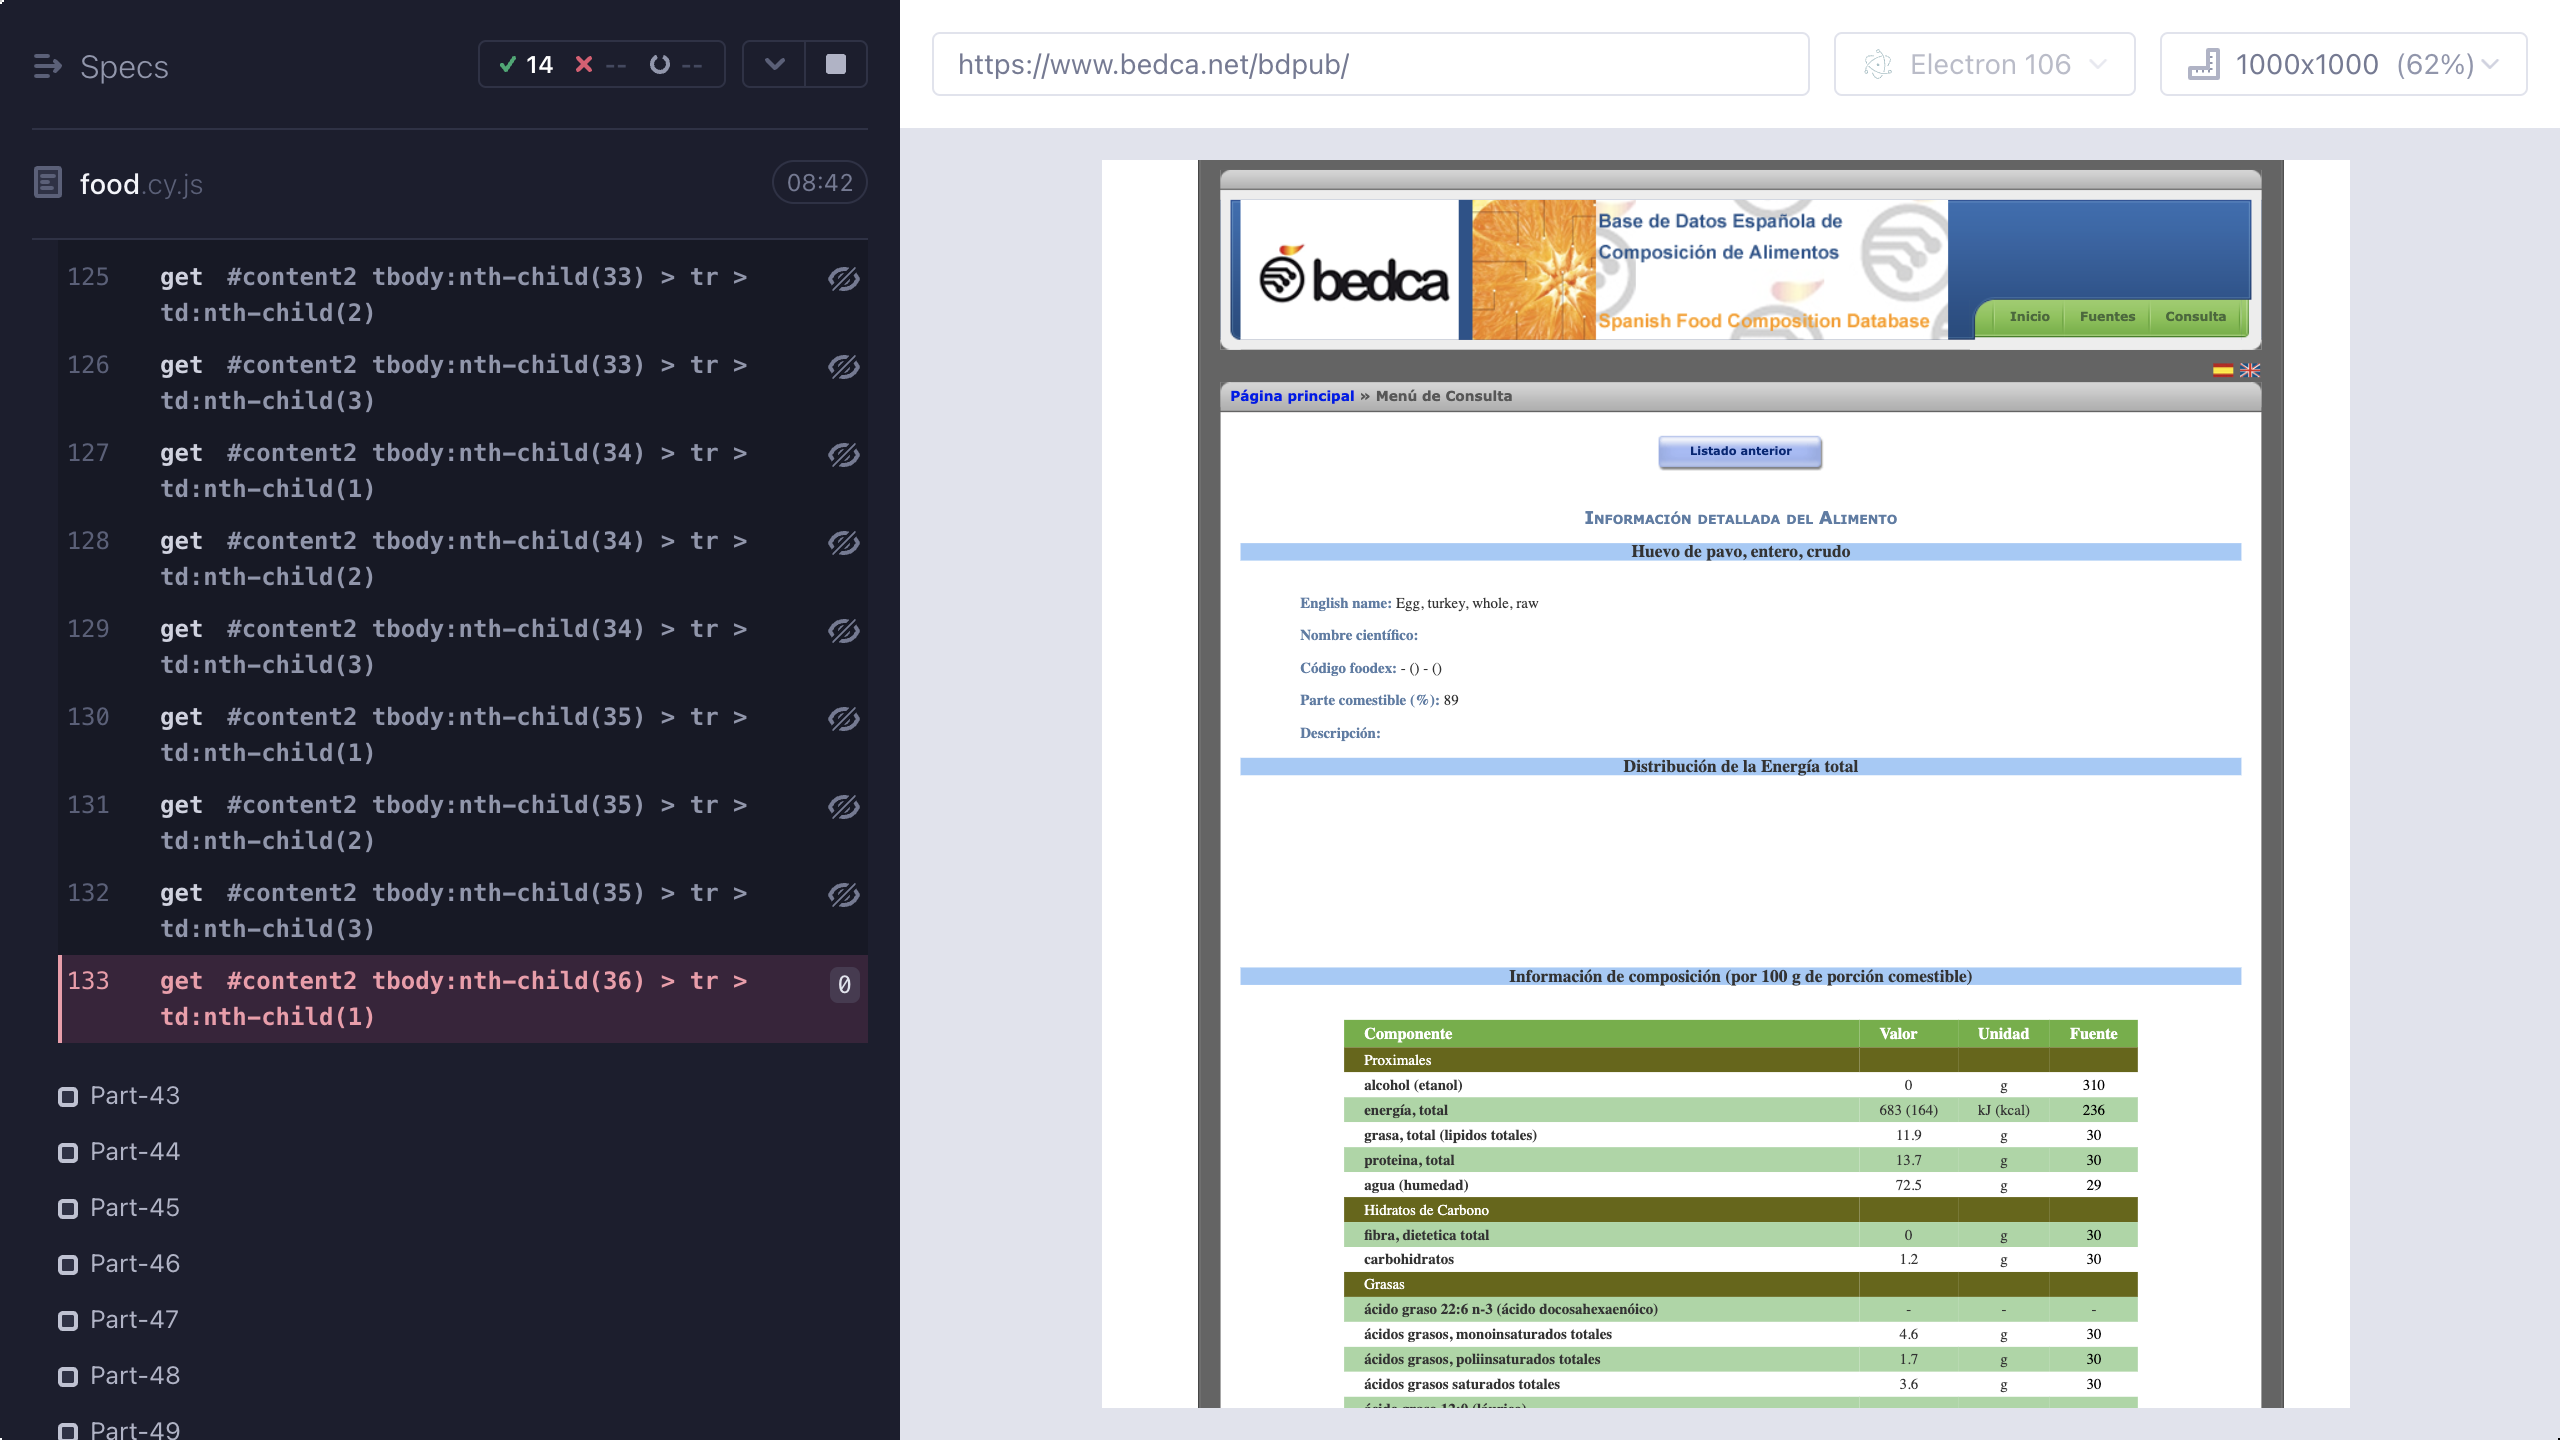 Specs
14
--
--
food.cy.js
08:42
125 get #content2 tbody:nth-child(33) > tr >
td:nth-child(2)
126 get #content2 tbody:nth-child(33) > tr >
td:nth-child(3)
127 get #content2 tbody:nth-child(34) > tr >
td:nth-child(1)
128 get #content2 tbody:nth-child(34) > tr >
td:nth-child(2)
129 get #content2 tbody:nth-child(34) > tr >
td:nth-child(3)
130 get #content2 tbody:nth-child(35) > tr >
td:nth-child(1)
131 get #content2 tbody:nth-child(35) > tr >
td:nth-child(2)
132 get #content2 tbody:nth-child(35) > tr >
td:nth-child(3)
133 get #content2 tbody:nth-child(36) > tr > 0
td:nth-child(1)
Part-43
Part-44
Part-45
Part-46
Part-47
Part-48
Part-49
https://www.bedca.net/bdpub/
Electron 106
1000x1000 (62%)
bedca
Base de Datos Española de
Composición de Alimentos
Spanish Food Composition Database
Inicio Fuentes Consulta
Página principal » Menú de Consulta
Listado anterior
Información detallada del Alimento
Huevo de pavo, entero, crudo
English name: Egg, turkey, whole, raw
Nombre científico:
Código foodex: - () - ()
Parte comestible (%): 89
Descripción:
Distribución de la Energía total
Información de composición (por 100 g de porción comestible)
Componente Valor Unidad Fuente
Proximales
alcohol (etanol) 0 g 310
energía, total 683 (164) kJ (kcal) 236
grasa, total (lipidos totales) 11.9 g 30
proteina, total 13.7 g 30
agua (humedad) 72.5 g 29
Hidratos de Carbono
fibra, dietetica total 0 g 30
carbohidratos 1.2 g 30
Grasas
ácido graso 22:6 n-3 (ácido docosahexaenóico) - - -
ácidos grasos, monoinsaturados totales 4.6 g 30
ácidos grasos, poliinsaturados totales 1.7 g 30
ácidos grasos saturados totales 3.6 g 30